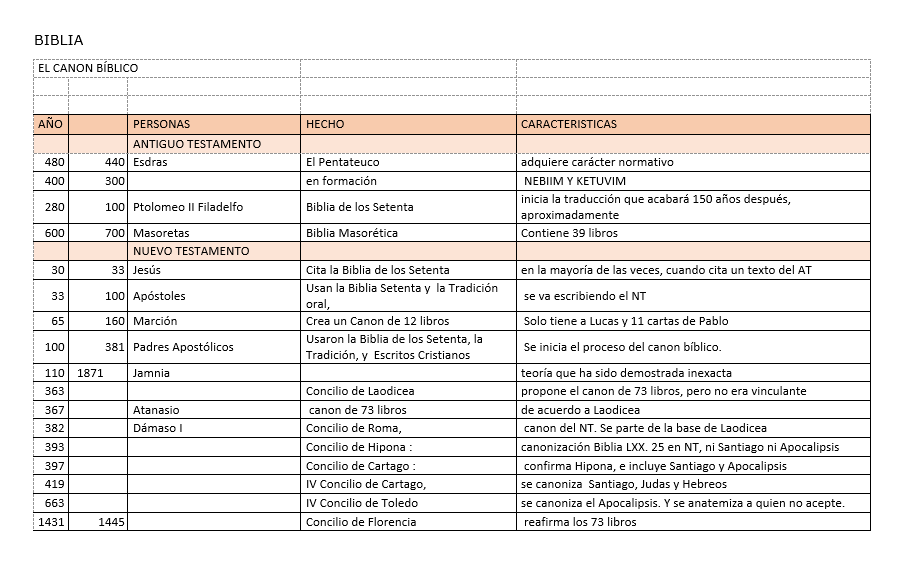 BIBLIA
EL CANON BÍBLICO
AÑO PERSONAS HECHO CARACTERISTICAS
ANTIGUO TESTAMENTO
480 440 Esdras El Pentateuco adquiere carácter normativo
400 300 en formación NEBIIM Y KETUVIM
280 100 Ptolomeo II Filadelfo Biblia de los Setenta inicia la traducción que acabará 150 años después,
aproximadamente
600 700 Masoretas Biblia Masorética Contiene 39 libros
NUEVO TESTAMENTO
30 33 Jesús Cita la Biblia de los Setenta en la mayoría de las veces, cuando cita un texto del AT
33 100 Apóstoles Usan la Biblia Setenta y la Tradición
oral, se va escribiendo el NT
65 160 Marción Crea un Canon de 12 libros Solo tiene a Lucas y 11 cartas de Pablo
100 381 Padres Apostólicos Usaron la Biblia de los Setenta, la
Tradición, y Escritos Cristianos Se inicia el proceso del canon bíblico.
110 1871 Jamnia teoría que ha sido demostrada inexacta
363 Concilio de Laodicea propone el canon de 73 libros, pero no era vinculante
367 Atanasio canon de 73 libros de acuerdo a Laodicea
382 Dámaso I Concilio de Roma, canon del NT. Se parte de la base de Laodicea
393 Concilio de Hipona : canonización Biblia LXX. 25 en NT, ni Santiago ni Apocalipsis
397 Concilio de Cartago : confirma Hipona, e incluye Santiago y Apocalipsis
419 IV Concilio de Cartago, se canoniza Santiago, Judas y Hebreos
663 IV Concilio de Toledo se canoniza el Apocalipsis. Y se anatemiza a quien no acepte.
1431 1445 Concilio de Florencia reafirma los 73 libros